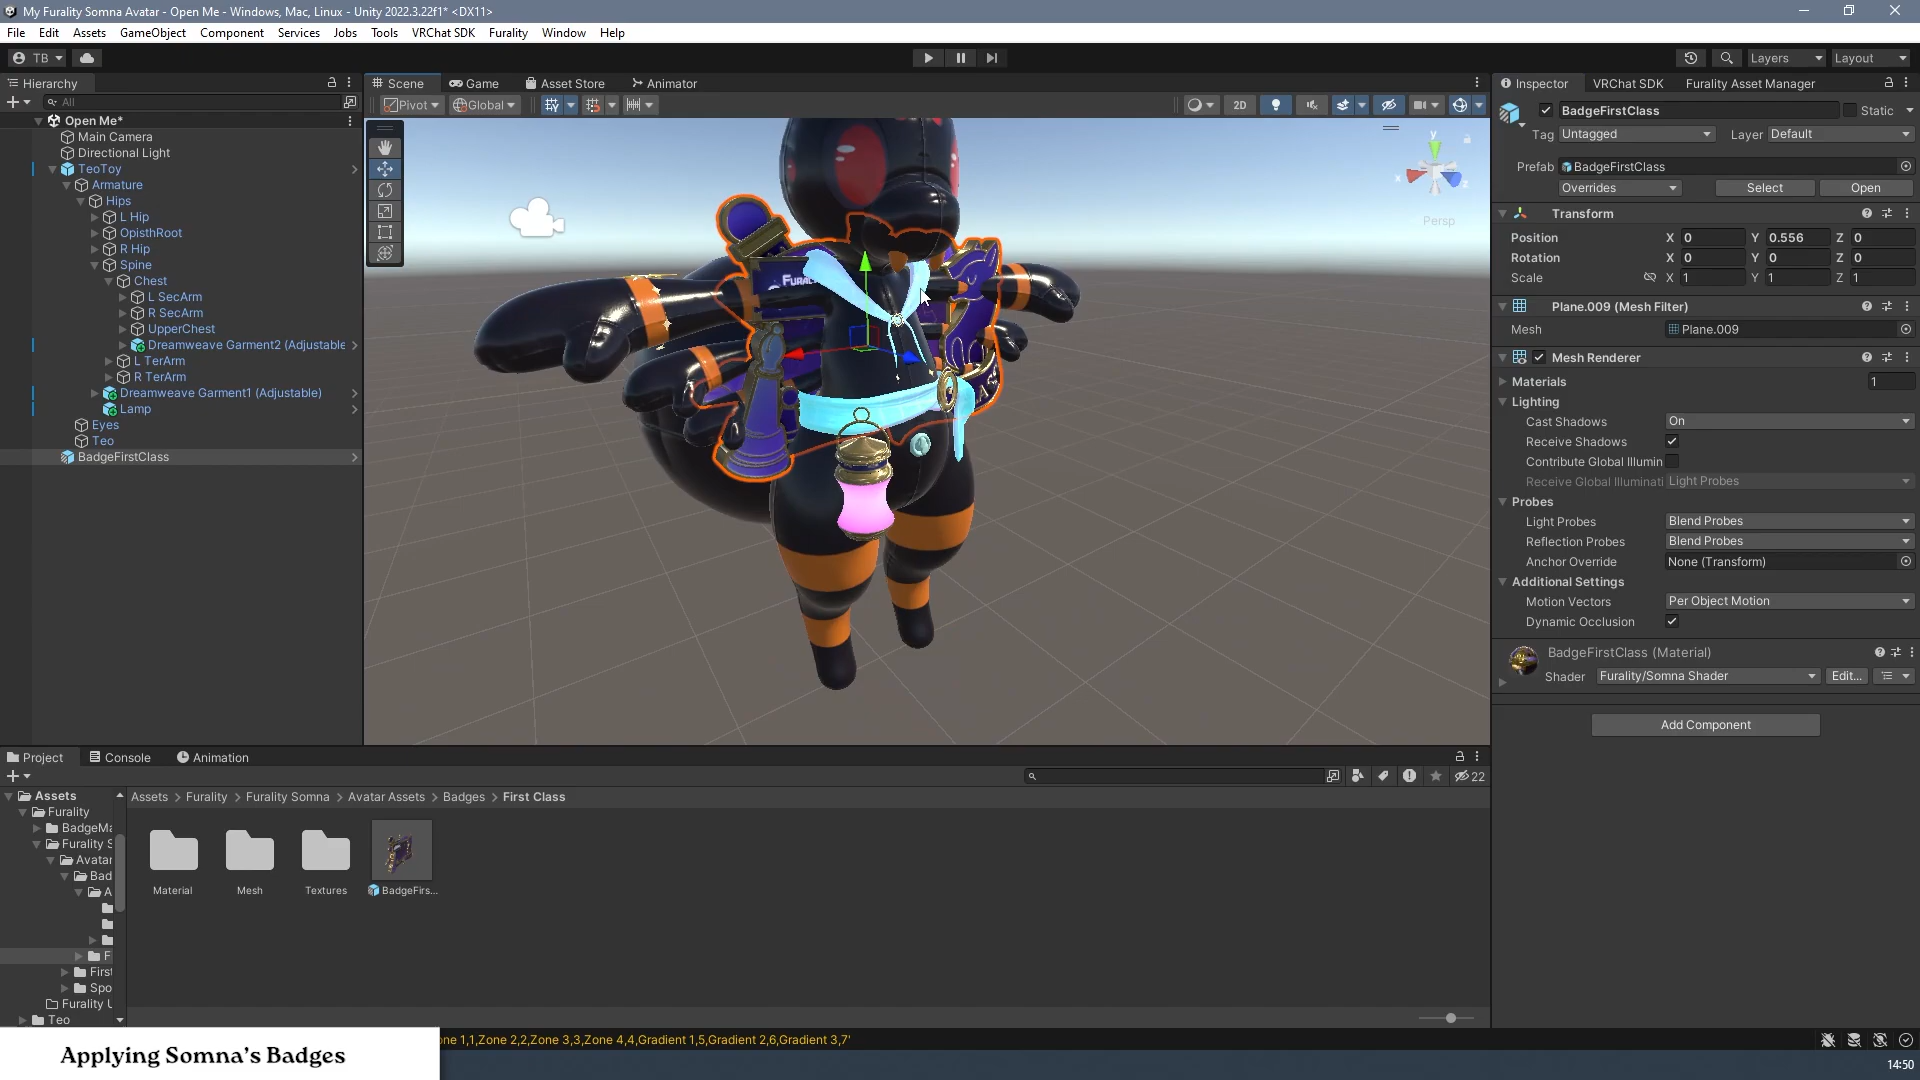 My Furality Somna Avatar - Open Me - Windows, Mac, Linux - Unity 2022.3.22f1* <DX11>
File Edit Assets GameObject Component Services Jobs Tools VRChat SDK Furality Window Help
TB Layers Layout
Hierarchy
All
Open Me*
Main Camera
Directional Light
TeoToy
Armature
Hips
L Hip
OpisthRoot
R Hip
Spine
Chest
L SecArm
R SecArm
UpperChest
Dreamweave Garment2 (Adjustable
L TerArm
R TerArm
Dreamweave Garment1 (Adjustable)
Lamp
Eyes
Teo
BadgeFirstClass
Scene Game Asset Store Animator
Pivot Global 2D
y
x z
Persp
Inspector VRChat SDK Furality Asset Manager
BadgeFirstClass Static
Tag Untagged Layer Default
Prefab BadgeFirstClass
Overrides Select Open
Transform
Position X 0 Y 0.556 Z 0
Rotation X 0 Y 0 Z 0
Scale X 1 Y 1 Z 1
Plane.009 (Mesh Filter)
Mesh Plane.009
Mesh Renderer
Materials 1
Lighting
Cast Shadows On
Receive Shadows
Contribute Global Illumin
Receive Global Illuminati Light Probes
Probes
Light Probes Blend Probes
Reflection Probes Blend Probes
Anchor Override None (Transform)
Additional Settings
Motion Vectors Per Object Motion
Dynamic Occlusion
BadgeFirstClass (Material)
Shader Furality/Somna Shader Edit...
Add Component
Project Console Animation
22
Assets > Furality > Furality Somna > Avatar Assets > Badges > First Class
Assets
Furality
BadgeMa
Furality S
Avatar
Bad
A
F
First
Spo
Furality U
Teo
Material Mesh Textures BadgeFirs...
one 1,1,Zone 2,2,Zone 3,3,Zone 4,4,Gradient 1,5,Gradient 2,6,Gradient 3,7'
Applying Somna's Badges
14:50